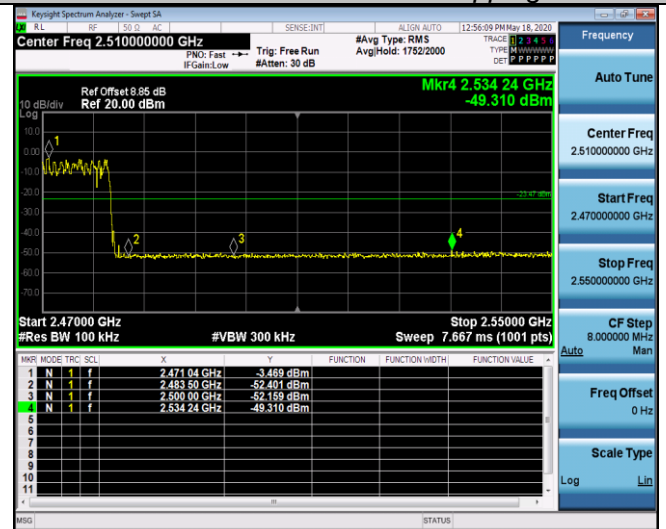 Keysight Spectrum Analyzer - Swept SA
RL RF 50 Ω AC SENSE:INT ALIGN AUTO 12:56:09 PM May 18, 2020
Center Freq 2.510000000 GHz
PNO: Fast Trig: Free Run #Avg Type: RMS TRACE 1 2 3 4 5 6
IFGain:Low #Atten: 30 dB Avg|Hold: 1752/2000 TYPE M W W W W W
DET P P P P P P
Mkr4 2.534 24 GHz
-49.310 dBm
Ref Offset 8.85 dB
10 dB/div Ref 20.00 dBm
Log
10.0
0.00
-10.0
-20.0
-30.0
-40.0
-50.0
-60.0
-70.0
1
2
3
4
-23.47 dBm
Start 2.47000 GHz Stop 2.55000 GHz
#Res BW 100 kHz #VBW 300 kHz Sweep 7.667 ms (1001 pts)
MKR MODE TRC SCL X Y FUNCTION FUNCTION WIDTH FUNCTION VALUE
1 N 1 f 2.471 04 GHz -3.469 dBm
2 N 1 f 2.483 50 GHz -52.401 dBm
3 N 1 f 2.500 00 GHz -52.159 dBm
4 N 1 f 2.534 24 GHz -49.310 dBm
5
6
7
8
9
10
11
MSG STATUS
Frequency
Auto Tune
Center Freq
2.510000000 GHz
Start Freq
2.470000000 GHz
Stop Freq
2.550000000 GHz
CF Step
8.000000 MHz
Auto Man
Freq Offset
0 Hz
Scale Type
Log Lin